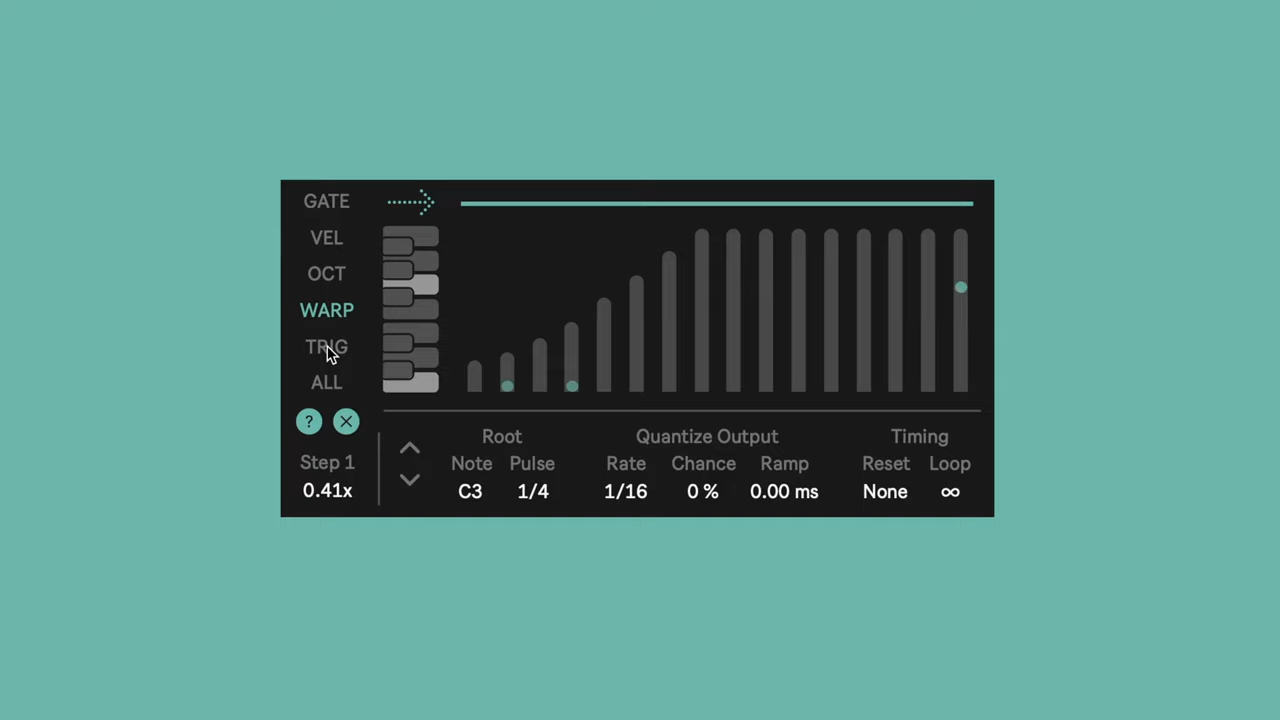 GATE
VEL
OCT
WARP
TRIG
ALL
?
Step 1
0.41x
Root
Quantize Output
Timing
Note Pulse Rate Chance Ramp Reset Loop
C3 1/4 1/16 0 % 0.00 ms None ∞